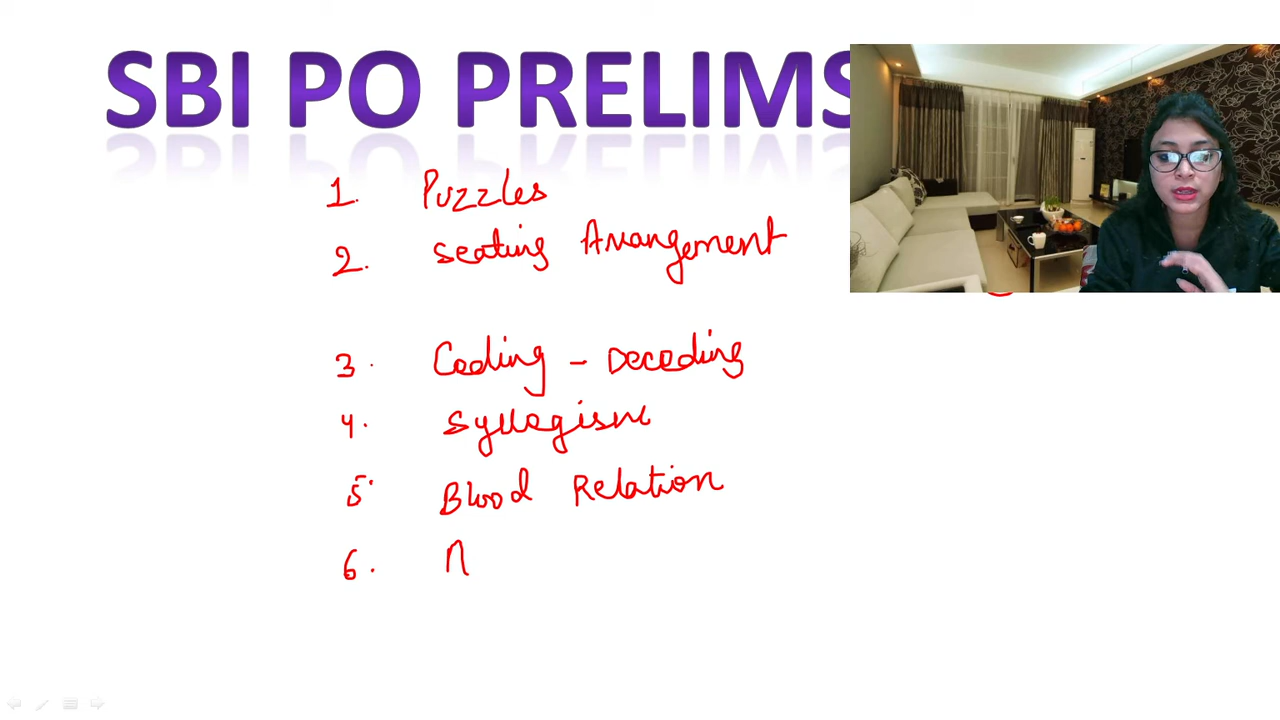 SBI PO PRELIMS
1. Puzzles
2. Seating Arrangement
3. Coding - Decoding
4. Syllogism
5. Blood Relation
6.